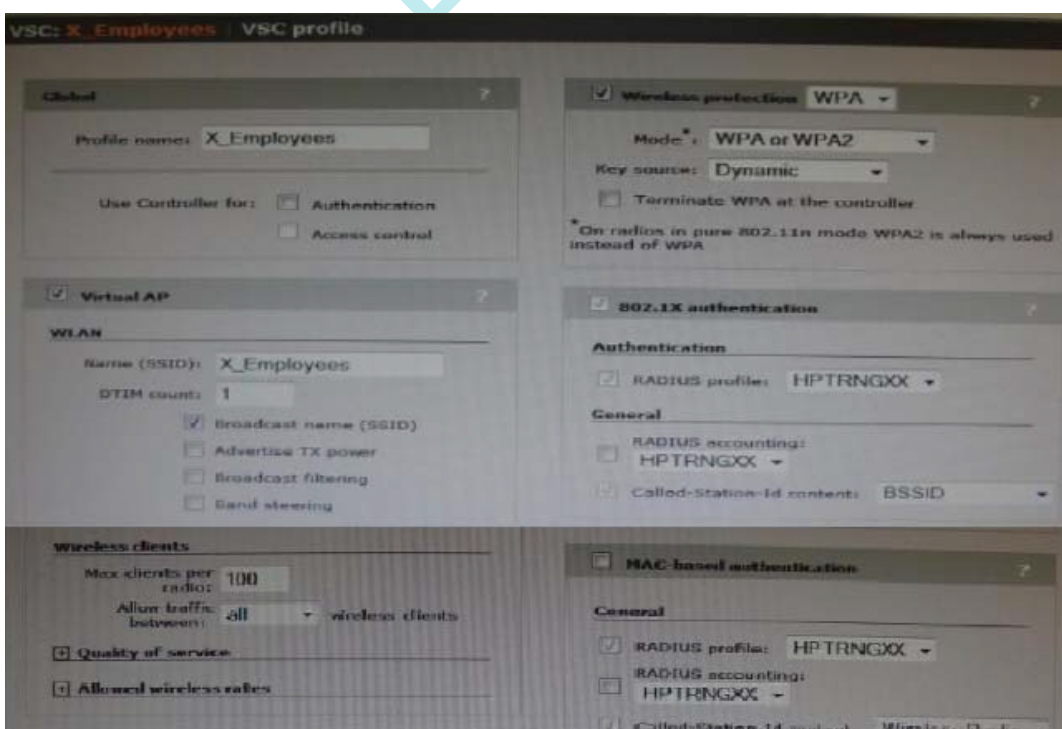 VSC: X_Employees | VSC profile
Global ?
Profile name: X_Employees
Use Controller for: Authentication
Access control
Virtual AP ?
WLAN
Name (SSID): X_Employees
DTIM count: 1
Broadcast name (SSID)
Advertise TX power
Broadcast filtering
Band steering
Wireless clients
Max clients per
radio: 100
Allow traffic
between: all wireless clients
Quality of service
Allowed wireless rates
Wireless protection WPA ?
Mode*: WPA or WPA2
Key source: Dynamic
Terminate WPA at the controller
*On radios in pure 802.11n mode WPA2 is always used
instead of WPA
802.1X authentication ?
Authentication
RADIUS profile: HPTRNGXX
General
RADIUS accounting:
HPTRNGXX
Called-Station-Id content: BSSID
MAC-based authentication ?
General
RADIUS profile: HPTRNGXX
RADIUS accounting:
HPTRNGXX
Called-Station-Id content: